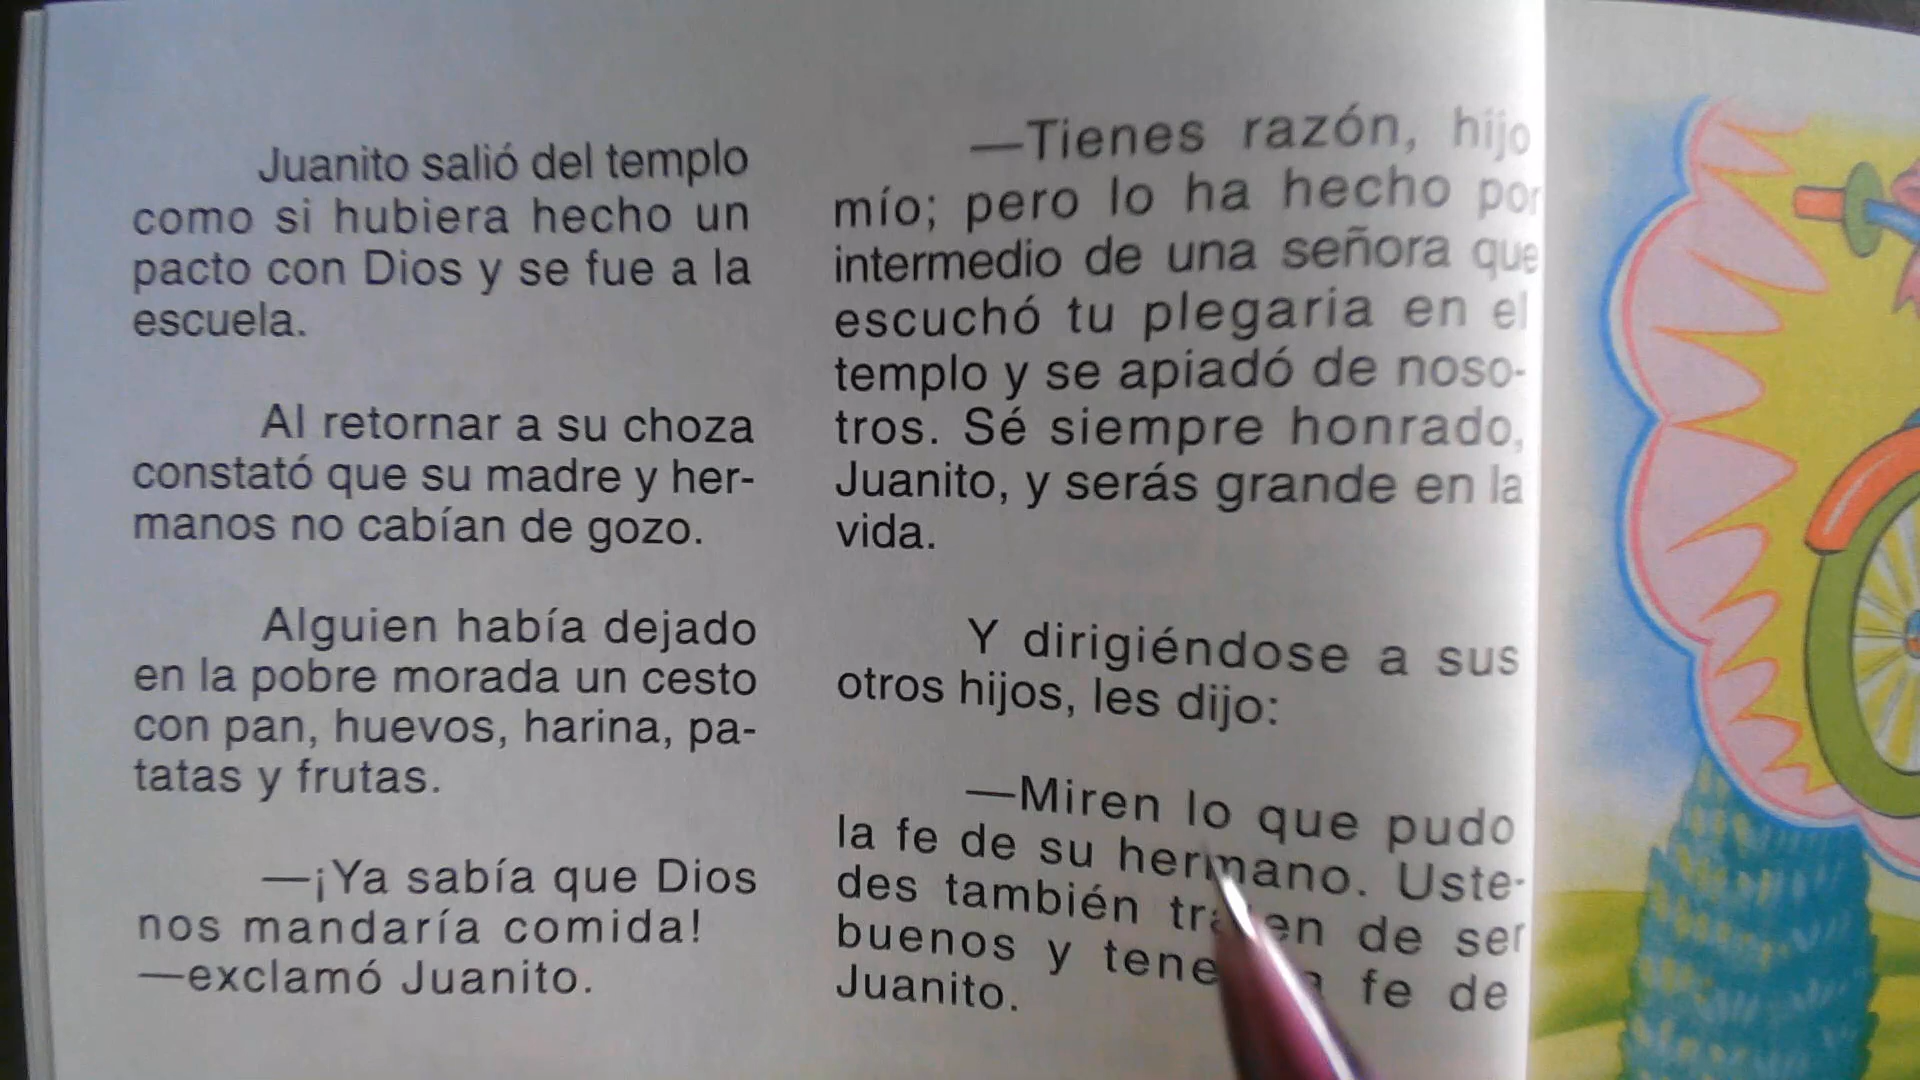 Juanito salió del templo
como si hubiera hecho un
pacto con Dios y se fue a la
escuela.
Al retornar a su choza
constató que su madre y her-
manos no cabían de gozo.
Alguien había dejado
en la pobre morada un cesto
con pan, huevos, harina, pa-
tatas y frutas.
—¡Ya sabía que Dios
nos mandaría comida!
—exclamó Juanito.
—Tienes razón, hijo
mío; pero lo ha hecho por
intermedio de una señora que
escuchó tu plegaria en el
templo y se apiadó de noso-
tros. Sé siempre honrado,
Juanito, y serás grande en la
vida.
Y dirigiéndose a sus
otros hijos, les dijo:
—Miren lo que pudo
la fe de su hermano. Uste-
des también de ser
buenos y fe de
Juanito.